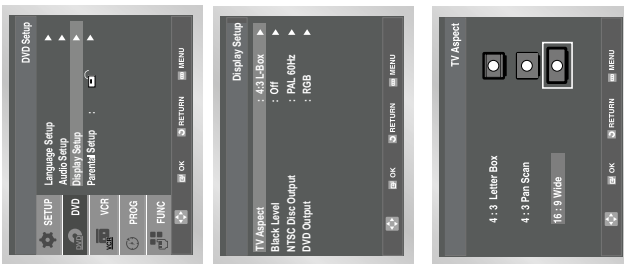 DVD Setup
SETUP
DVD
VCR
PROG
FUNC
Language Setup
Audio Setup
Display Setup
Parental Setup :
OK
RETURN
MENU
Display Setup
TV Aspect : 4:3 L-Box
Black Level : Off
NTSC Disc Output : PAL 60Hz
DVD Output : RGB
OK
RETURN
MENU
TV Aspect
4 : 3 Letter Box
4 : 3 Pan Scan
16 : 9 Wide
OK
RETURN
MENU